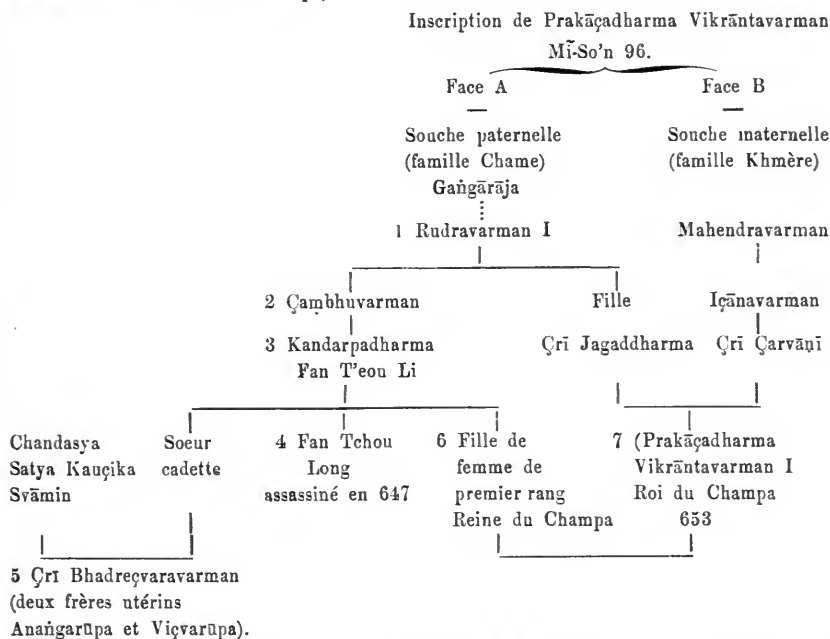 Inscription de Prakāçadharma Vikrāntavarman
Mĩ-So'n 96.
Face A Face B
Souche paternelle Souche maternelle
(famille Chame) (famille Khmère)
Gaṅgārāja
1 Rudravarman I Mahendravarman
2 Çaṃbhuvarman Fille Içānavarman
3 Kandarpadharma Çrī Jagaddharma Çrī Çarvāṇī
Fan T'eou Li
Chandasya Soeur 4 Fan Tchou 6 Fille de 7 (Prakāçadharma
Satya Kauçika cadette Long femme de Vikrāntavarman I
Svāmin assassiné en 647 premier rang Roi du Champa
Reine du Champa 653
5 Çrī Bhadreçvaravarman
(deux frères utérins
Anaṅgarūpa et Viçvarūpa).